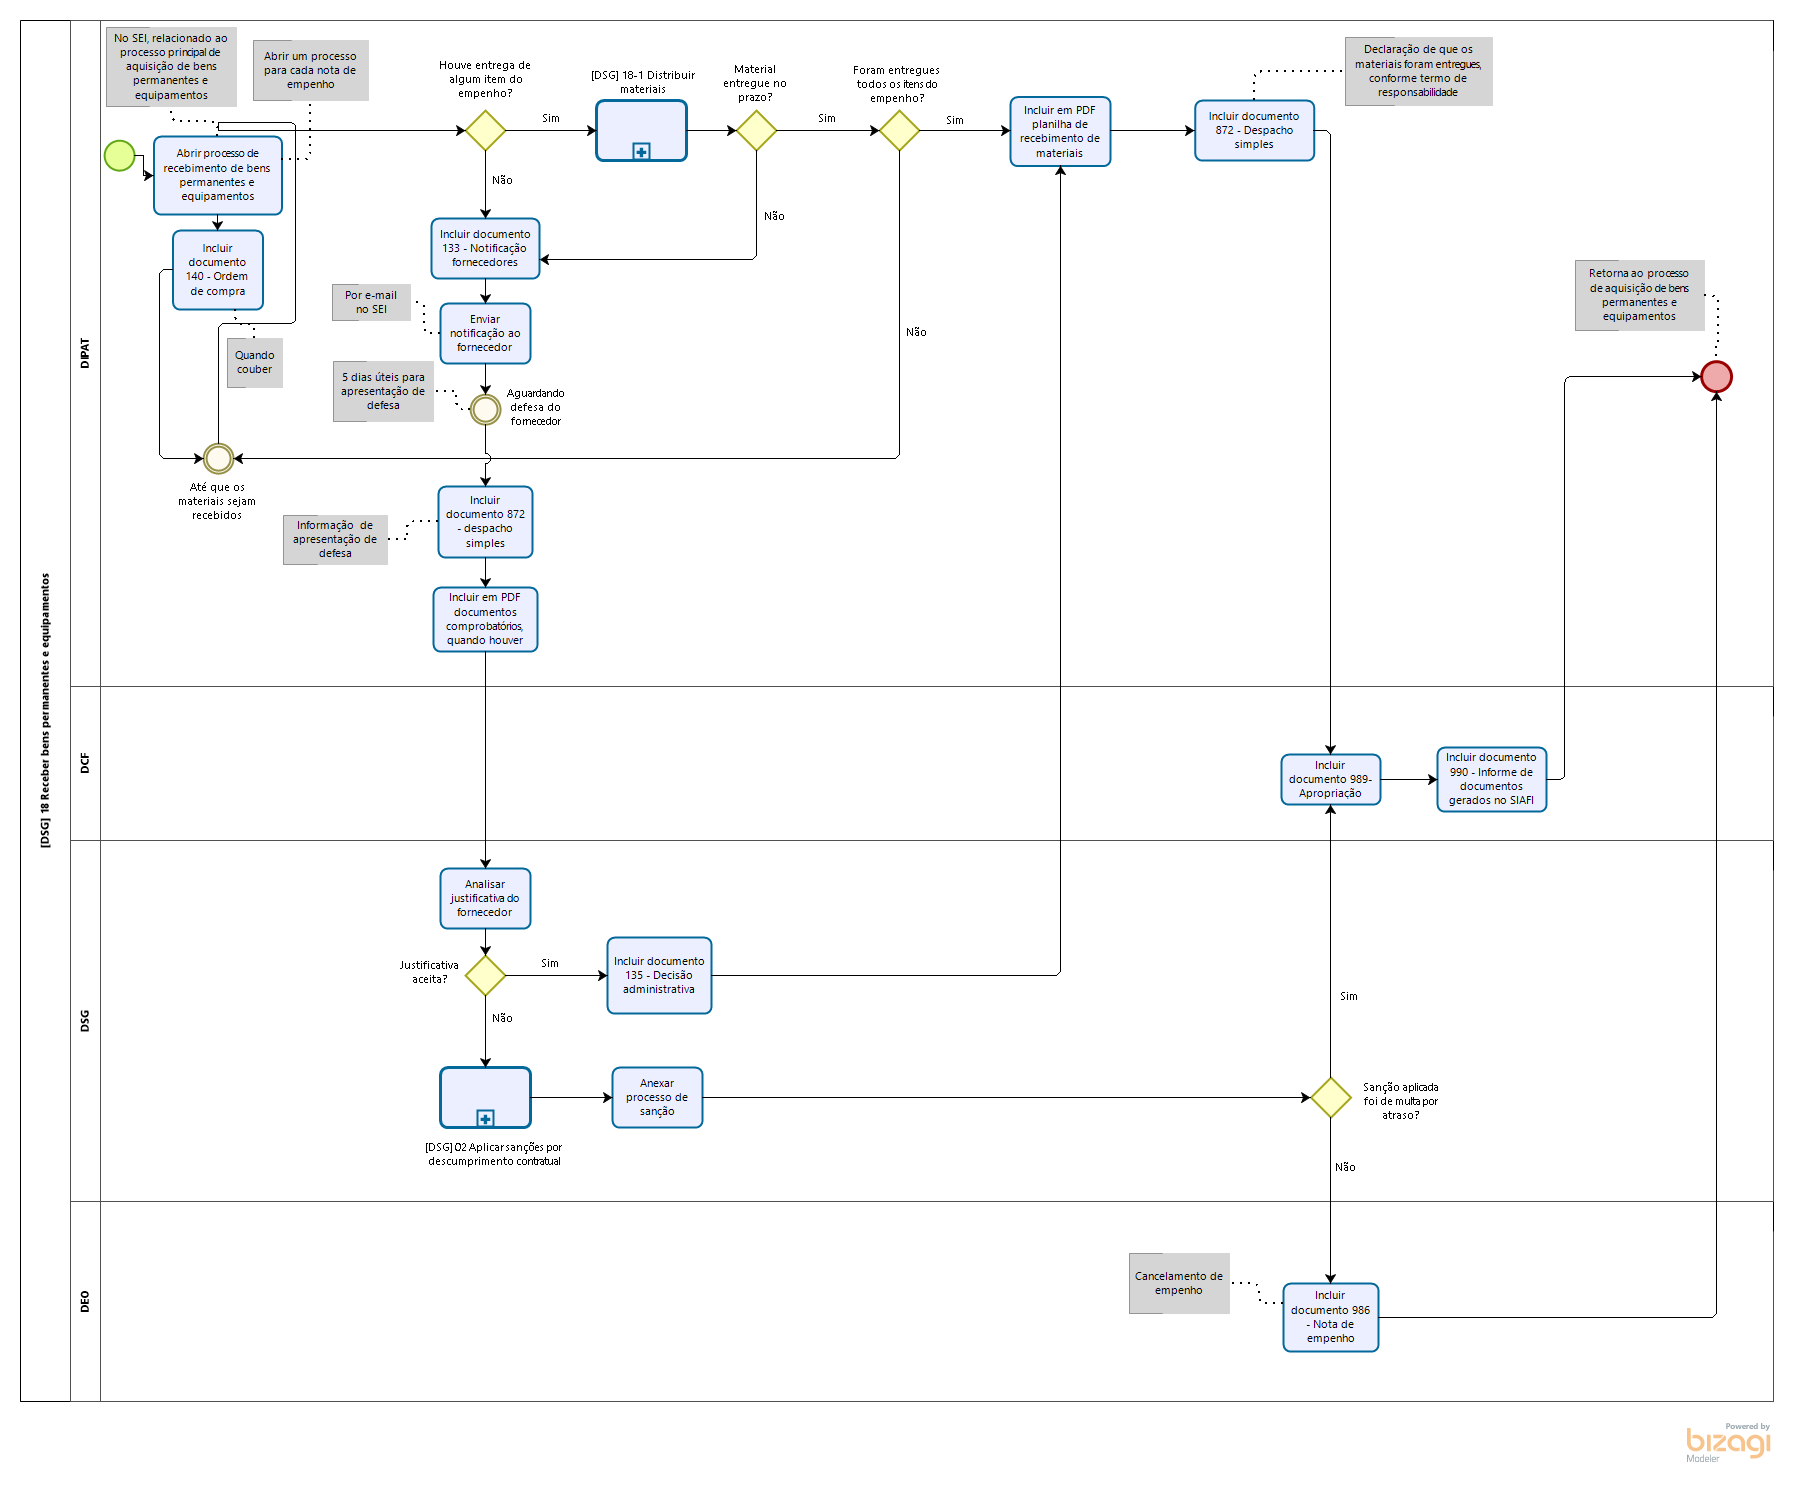 [DSG] 18 Receber bens permanentes e equipamentos
DIPAT
No SEI, relacionado ao
processo principal de
aquisição de bens
permanentes e
equipamentos
Abrir um processo
para cada nota de
empenho
Abrir processo de
recebimento de bens
permanentes e
equipamentos
Incluir
documento
140 - Ordem
de compra
Quando
couber
Até que os
materiais sejam
recebidos
Houve entrega de
algum item do
empenho?
Sim
Não
[DSG] 18-1 Distribuir
materiais
Material
entregue no
prazo?
Sim
Não
Foram entregues
todos os itens do
empenho?
Sim
Não
Incluir em PDF
planilha de
recebimento de
materiais
Incluir documento
872 - Despacho
simples
Declaração de que os
materiais foram entregues,
conforme termo de
responsabilidade
Incluir documento
133 - Notificação
fornecedores
Por e-mail
no SEI
Enviar
notificação ao
fornecedor
5 dias úteis para
apresentação de
defesa
Aguardando
defesa do
fornecedor
Informação de
apresentação de
defesa
Incluir
documento 872
- despacho
simples
Incluir em PDF
documentos
comprobatórios,
quando houver
Retorna ao processo
de aquisição de bens
permanentes e
equipamentos
DCF
Incluir
documento 989-
Apropriação
Incluir documento
990 - Informe de
documentos
gerados no SIAFI
DSG
Analisar
justificativa do
fornecedor
Justificativa
aceita?
Sim
Não
Incluir documento
135 - Decisão
administrativa
[DSG] 02 Aplicar sanções por
descumprimento contratual
Anexar
processo de
sanção
Sanção aplicada
foi de multa por
atraso?
Sim
Não
DEO
Cancelamento de
empenho
Incluir
documento 986
- Nota de
empenho
Powered by
bizagi
Modeler